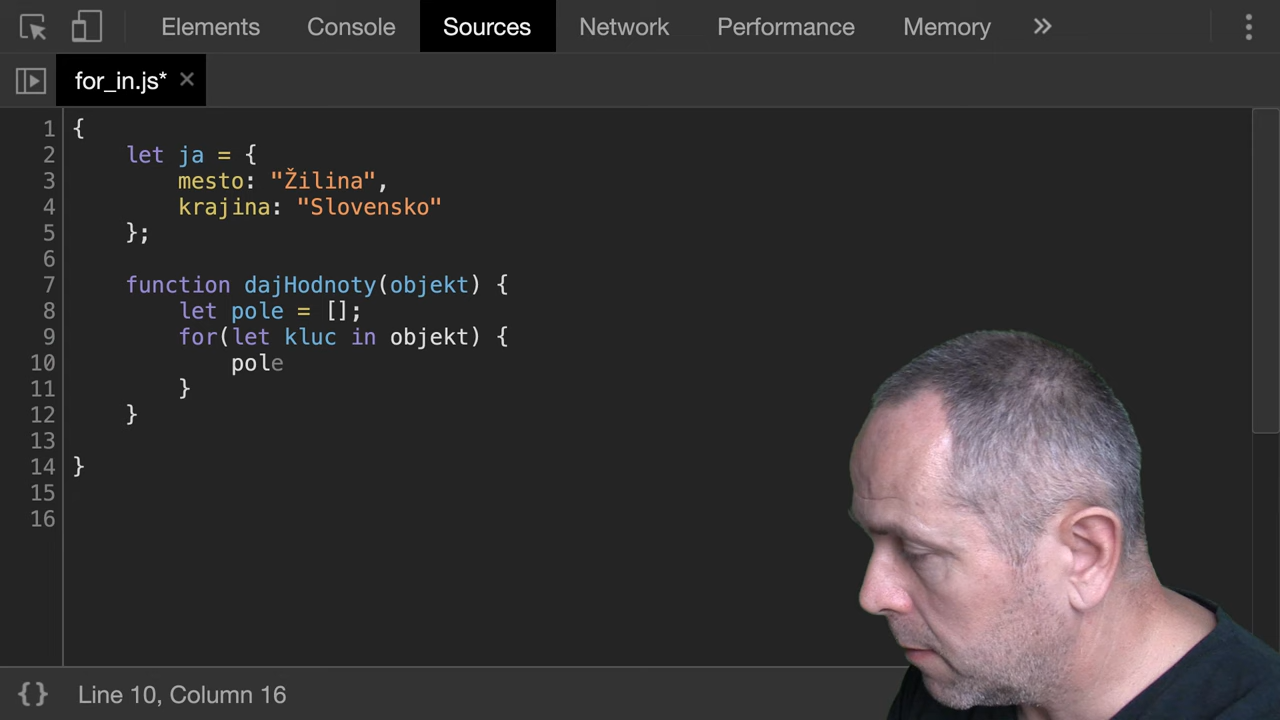 Elements Console Sources Network Performance Memory
for_in.js*
1 {
2 let ja = {
3 mesto: "Žilina",
4 krajina: "Slovensko"
5 };
6
7 function dajHodnoty(objekt) {
8 let pole = [];
9 for(let kluc in objekt) {
10 pole
11 }
12 }
13
14 }
15
16
{} Line 10, Column 16